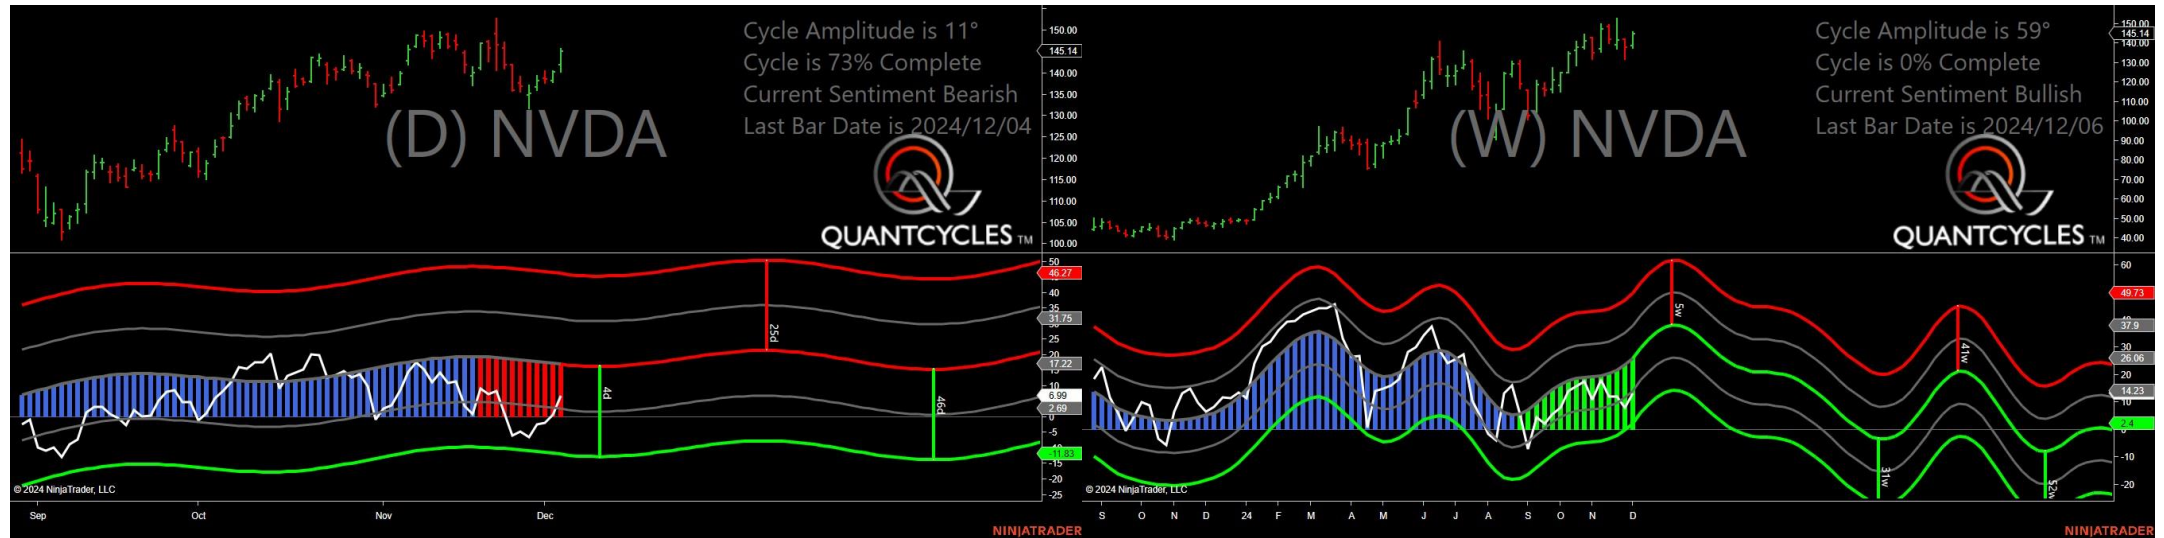 Cycle Amplitude is 11°
Cycle is 73% Complete
Current Sentiment Bearish
Last Bar Date is 2024/12/04
(D) NVDA
QUANTCYCLES TM
150.00
145.14
140.00
135.00
130.00
125.00
120.00
115.00
110.00
105.00
100.00
50
46.27
40
35
31.75
25
20
17.22
10
6.99
2.69
0
-5
-11.83
-15
-20
-25
25d
4d
46d
© 2024 NinjaTrader, LLC
Sep Oct Nov Dec
NINJATRADER
Cycle Amplitude is 59°
Cycle is 0% Complete
Current Sentiment Bullish
Last Bar Date is 2024/12/06
(W) NVDA
QUANTCYCLES TM
150.00
145.14
140.00
130.00
120.00
110.00
100.00
90.00
80.00
70.00
60.00
50.00
40.00
60
49.73
37.9
30
26.06
20
14.23
10
2.4
-10
-20
5w
41w
31w
52w
© 2024 NinjaTrader, LLC
S O N D 24 F M A M J J A S O N D
NINJATRADER